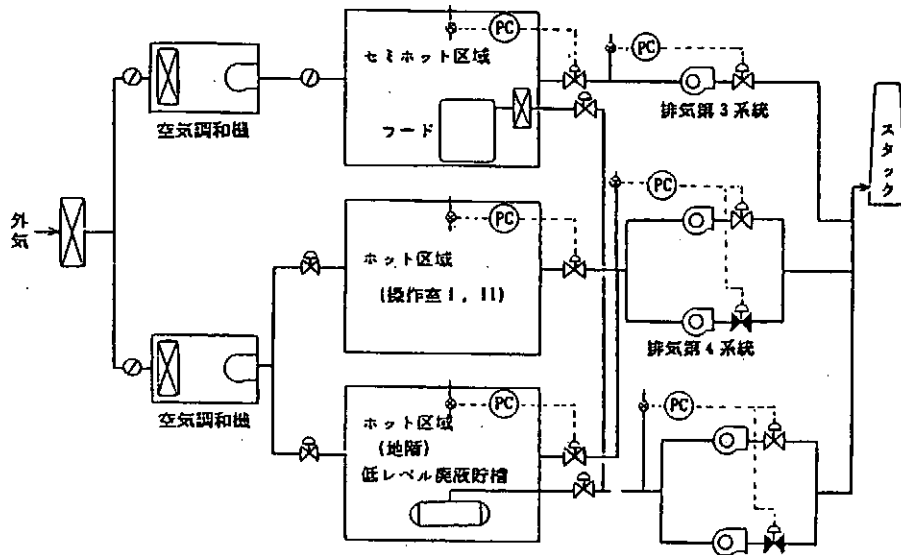 PC
PC
セミホット区域
空気調和機
フード
排気第3系統
スタック
PC
外気
PC
ホット区域
(操作室I,II)
排気第4系統
PC
PC
空気調和機
ホット区域
(地階)
低レベル廃液貯槽